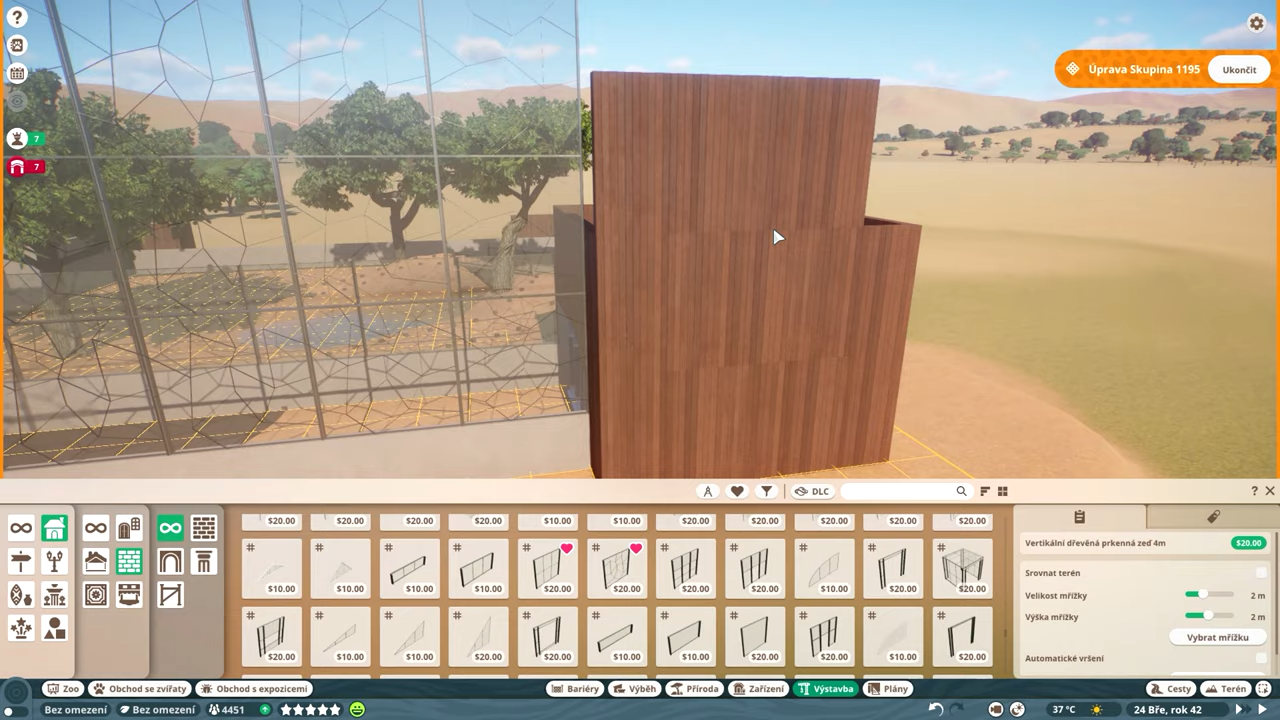 ?
7
7
Úprava Skupina 1195
Ukončit
DLC
?
$20.00 $20.00 $20.00 $20.00 $10.00 $10.00 $20.00 $20.00 $20.00 $20.00 $20.00
$10.00 $10.00 $10.00 $10.00 $20.00 $20.00 $20.00 $20.00 $10.00 $20.00 $20.00
$20.00 $10.00 $10.00 $10.00 $20.00 $10.00 $20.00 $20.00 $20.00 $10.00 $20.00
Vertikální dřevěná prkenná zeď 4m
$20.00
Srovnat terén
Velikost mřížky
2 m
Výška mřížky
2 m
Vybrat mřížku
Automatické vršení
Zoo
Obchod se zvířaty
Obchod s expozicemi
Bariéry
Výběh
Příroda
Zařízení
Výstavba
Plány
Cesty
Terén
Bez omezení
Bez omezení
4451
37 °C
24 Bře, rok 42